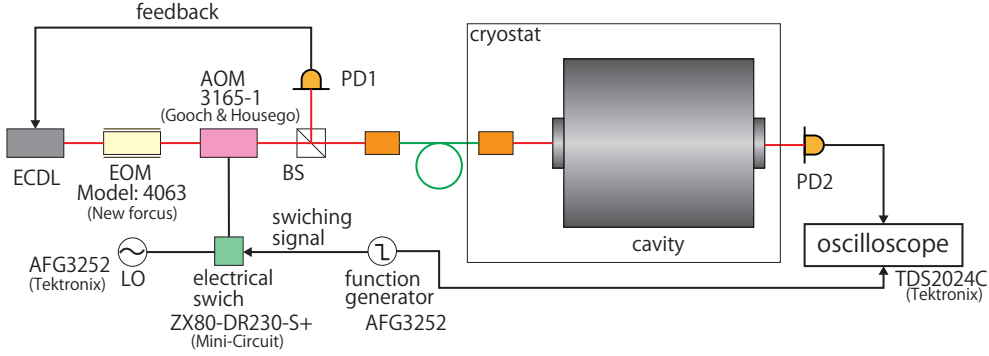 feedback
cryostat
AOM
3165-1
(Gooch & Housego)
PD1
ECDL
EOM
Model: 4063
(New forcus)
BS
PD2
swiching
signal
cavity
oscilloscope
TDS2024C
(Tektronix)
AFG3252
(Tektronix)
LO
electrical
swich
ZX80-DR230-S+
(Mini-Circuit)
function
generator
AFG3252